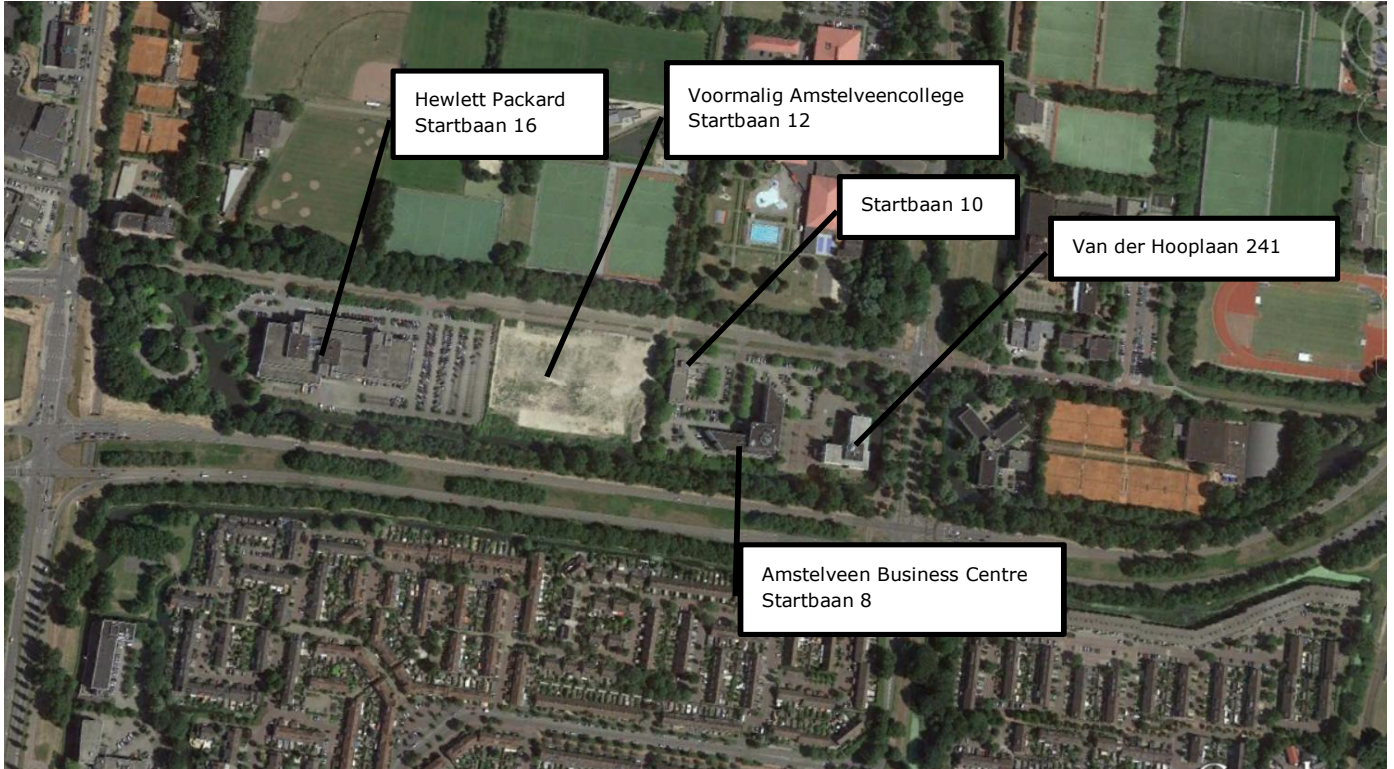 Hewlett Packard
Startbaan 16
Voormalig Amstelveencollege
Startbaan 12
Startbaan 10
Van der Hooplaan 241
Amstelveen Business Centre
Startbaan 8